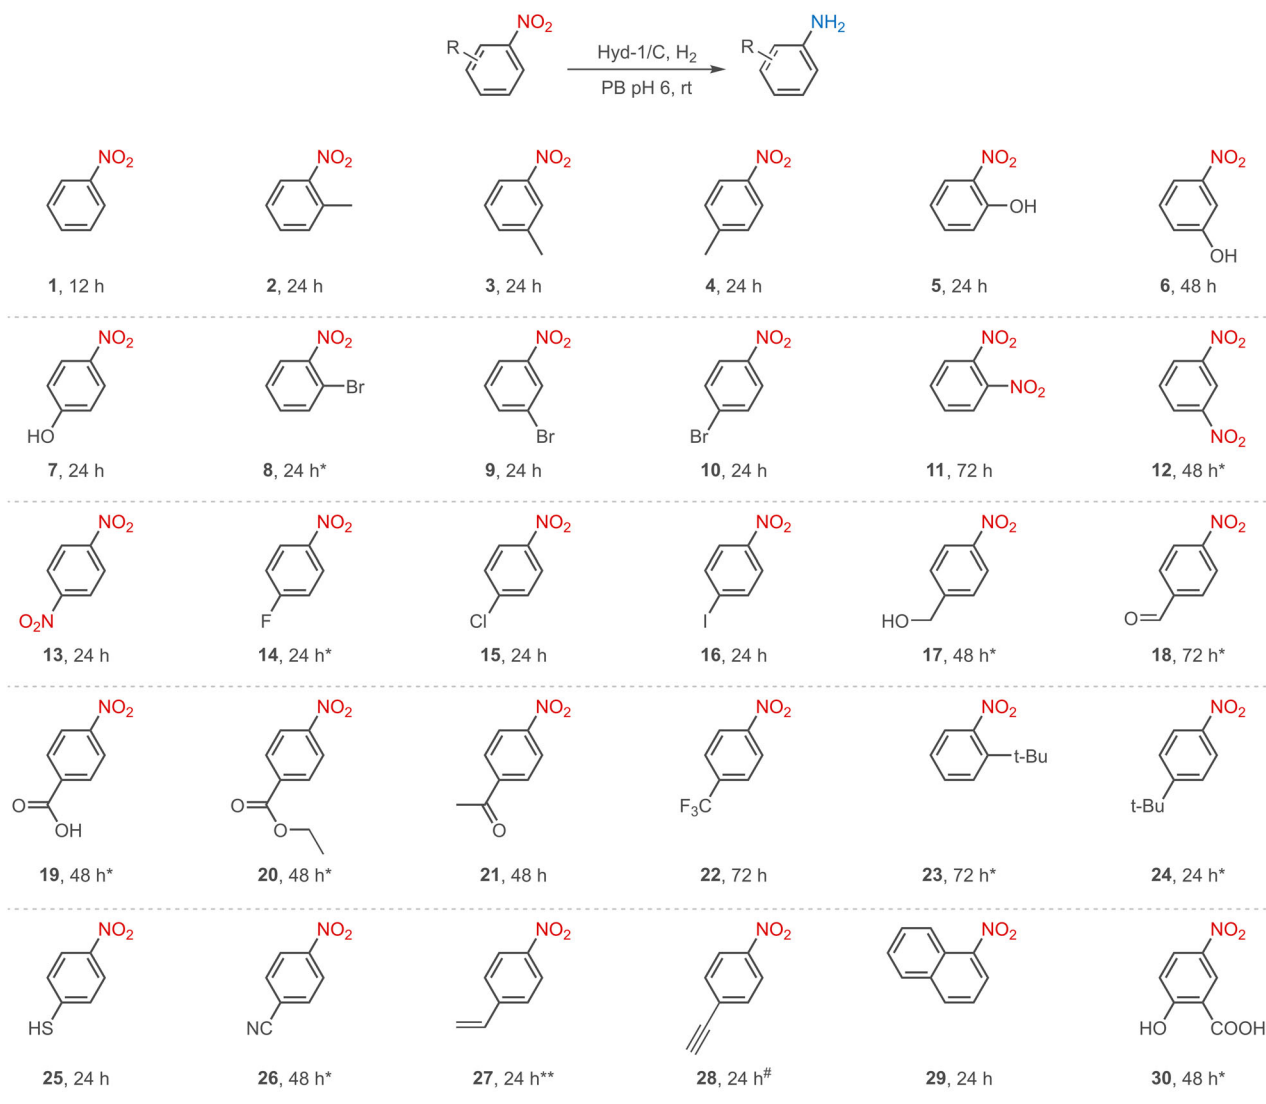 NO₂
NH₂
R
Hyd-1/C, H₂
R
PB pH 6, rt
NO₂ NO₂ NO₂ NO₂ NO₂ NO₂
OH
OH
1, 12 h 2, 24 h 3, 24 h 4, 24 h 5, 24 h 6, 48 h
NO₂ NO₂ NO₂ NO₂ NO₂ NO₂
Br NO₂
HO Br Br NO₂
7, 24 h 8, 24 h* 9, 24 h 10, 24 h 11, 72 h 12, 48 h*
NO₂ NO₂ NO₂ NO₂ NO₂ NO₂
O₂N F Cl I HO O
13, 24 h 14, 24 h* 15, 24 h 16, 24 h 17, 48 h* 18, 72 h*
NO₂ NO₂ NO₂ NO₂ NO₂ NO₂
t-Bu
O O F₃C t-Bu
OH O O
19, 48 h* 20, 48 h* 21, 48 h 22, 72 h 23, 72 h* 24, 24 h*
NO₂ NO₂ NO₂ NO₂ NO₂ NO₂
HS NC HO COOH
25, 24 h 26, 48 h* 27, 24 h** 28, 24 h# 29, 24 h 30, 48 h*